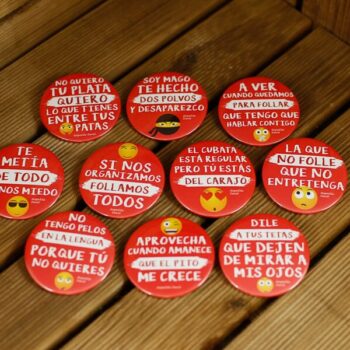 NO QUIERO
TU PLATA
QUIERO
LO QUE TIENES
ENTRE TUS
PATAS
SOY MAGO
TE HECHO
DOS POLVOS
Y DESAPAREZCO
A VER
CUANDO QUEDAMOS
PARA FOLLAR
QUE TENGO QUE
HABLAR CONTIGO
TE
METÍA
DE TODO
NOS MIEDO
SI NOS
ORGANIZAMOS
FOLLAMOS
TODOS
EL CUBATA
ESTÁ REGULAR
PERO TÚ ESTÁS
DEL CARAJO
LA QUE
NO FOLLE
QUE NO
ENTRETENGA
NO
TENGO PELOS
EN LA LENGUA
PORQUE TÚ
NO QUIERES
APROVECHA
CUANDO AMANECE
QUE EL PITO
ME CRECE
DILE
A TUS TETAS
QUE DEJEN
DE MIRAR A
MIS OJOS